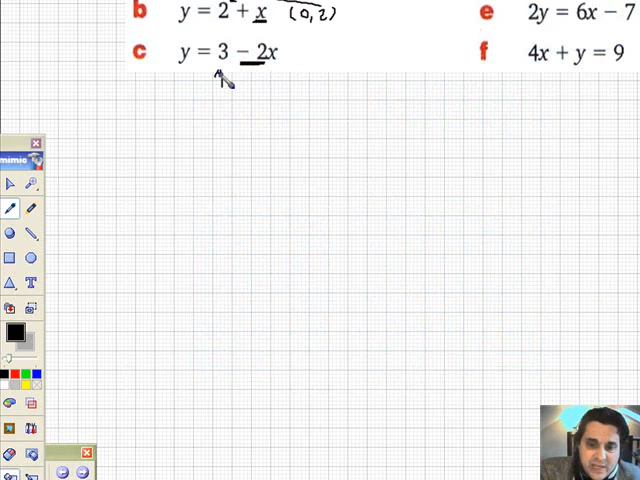 b y = 2 + x (0,2)
c y = 3 − 2x
e 2y = 6x − 7
f 4x + y = 9
mimio
T